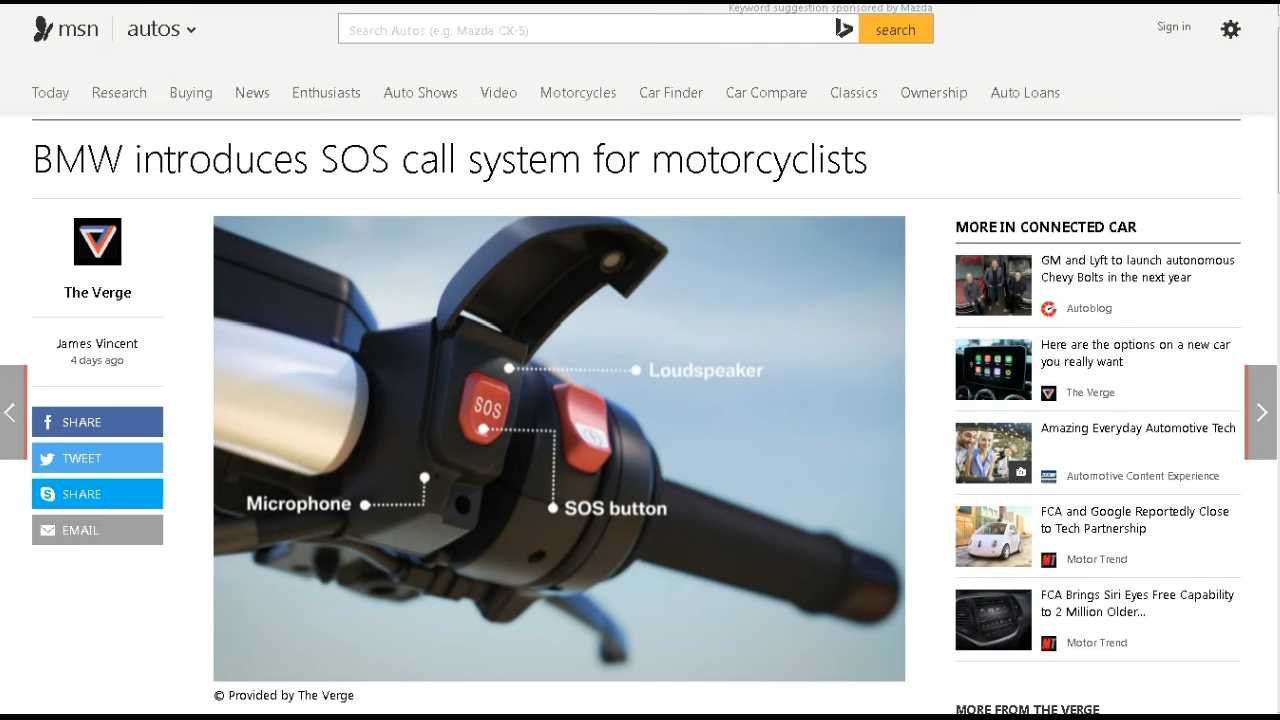 Keyword suggestion sponsored by Mazda
msn autos
Search Autos (e.g. Mazda CX-5)
search
Sign in
Today Research Buying News Enthusiasts Auto Shows Video Motorcycles Car Finder Car Compare Classics Ownership Auto Loans
BMW introduces SOS call system for motorcyclists
The Verge
James Vincent
4 days ago
SHARE
TWEET
SHARE
EMAIL
Loudspeaker
SOS
Microphone
SOS button
© Provided by The Verge
MORE IN CONNECTED CAR
GM and Lyft to launch autonomous
Chevy Bolts in the next year
Autoblog
Here are the options on a new car
you really want
The Verge
Amazing Everyday Automotive Tech
Automotive Content Experience
FCA and Google Reportedly Close
to Tech Partnership
Motor Trend
FCA Brings Siri Eyes Free Capability
to 2 Million Older...
Motor Trend
MORE FROM THE VERGE